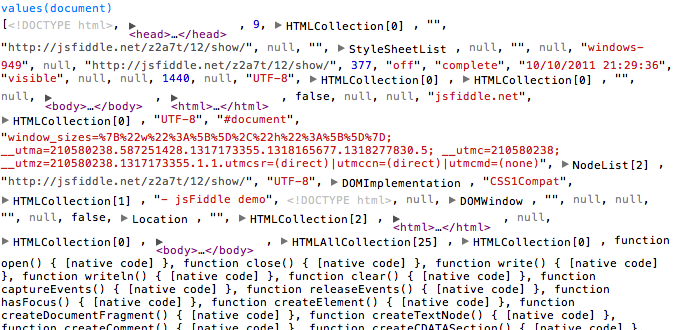 values(document)
[<!DOCTYPE html>, ▶<head>…</head> , 9, ▶HTMLCollection[0] , "",
"http://jsfiddle.net/z2a7t/12/show/", null, "", ▶StyleSheetList , null, "", null, "windows-
949", null, "http://jsfiddle.net/z2a7t/12/show/", 377, "off", "complete", "10/10/2011 21:29:36",
"visible", null, null, 1440, null, "UTF-8", ▶HTMLCollection[0] , ▶HTMLCollection[0] , "",
null, ▶<body>…</body> , ▶<html>…</html> , false, null, null, "jsfiddle.net",
▶HTMLCollection[0] , "UTF-8", "#document",
"window_sizes=%7B%22w%22%3A%5B%5D%2C%22h%22%3A%5B%5D%7D;
__utma=210580238.587251428.1317173355.1318165677.1318277830.5; __utmc=210580238;
__utmz=210580238.1317173355.1.1.utmcsr=(direct)|utmccn=(direct)|utmcmd=(none)", ▶NodeList[2] ,
"http://jsfiddle.net/z2a7t/12/show/", "UTF-8", ▶DOMImplementation , "CSS1Compat",
▶HTMLCollection[1] , "- jsFiddle demo", <!DOCTYPE html>, null, ▶DOMWindow , "", null, null,
"", null, false, ▶Location , "", ▶HTMLCollection[2] , ▶<html>…</html> , null,
▶HTMLCollection[0] , ▶<body>…</body> , ▶HTMLAllCollection[25] , ▶HTMLCollection[0] , function
open() { [native code] }, function close() { [native code] }, function write() { [native code]
}, function writeln() { [native code] }, function clear() { [native code] }, function
captureEvents() { [native code] }, function releaseEvents() { [native code] }, function
hasFocus() { [native code] }, function createElement() { [native code] }, function
createDocumentFragment() { [native code] }, function createTextNode() { [native code] },
function createComment() { [native code] }, function createCDATASection() { [native code] }